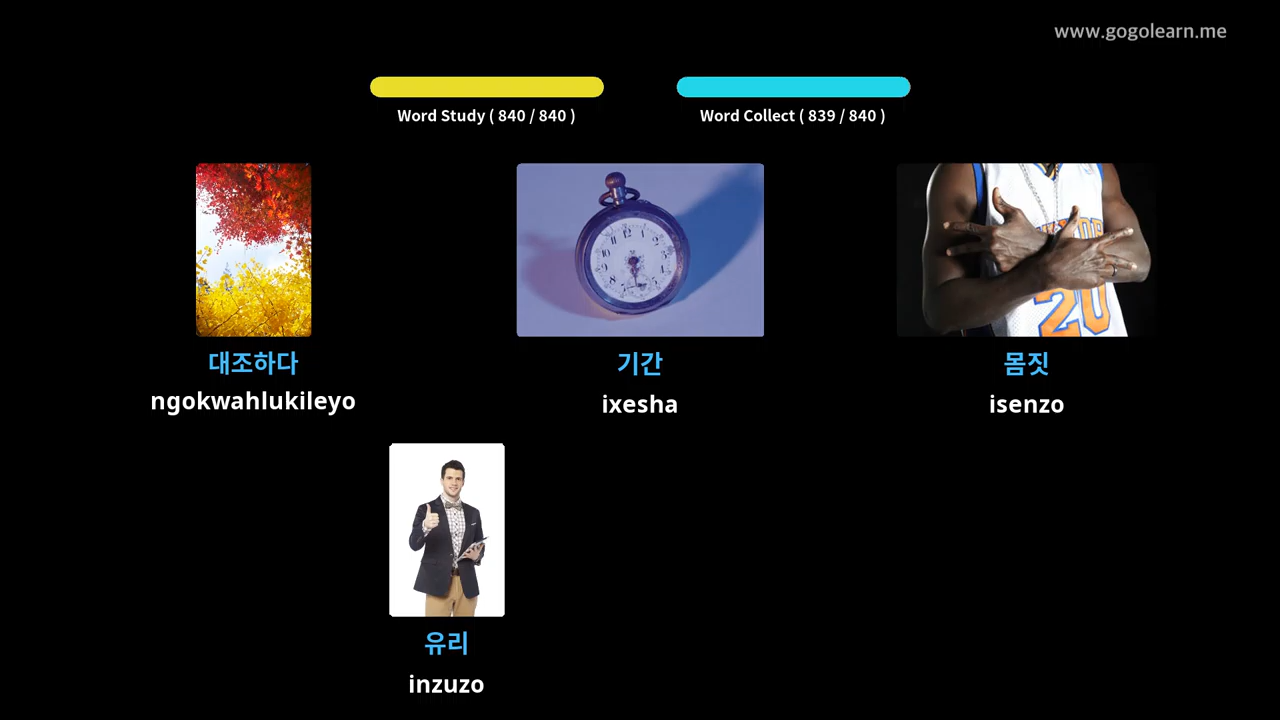 www.gogolearn.me
Word Study ( 840 / 840 )
Word Collect ( 839 / 840 )
대조하다
ngokwahlukileyo
기간
ixesha
20
몸짓
isenzo
유리
inzuzo